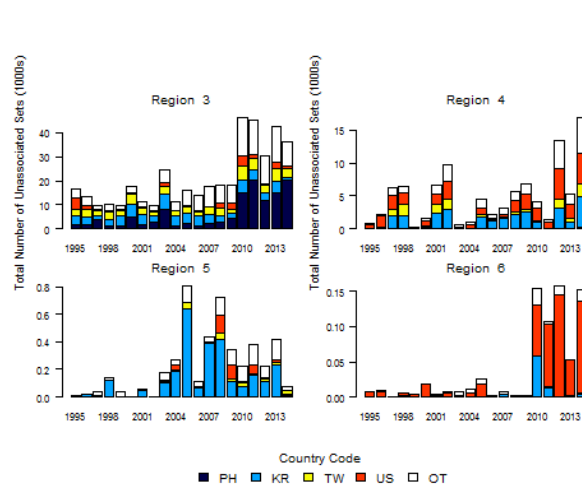 Total Number of Unassociated Sets (1000s)
Total Number of Unassociated Sets (1000s)
Region 3
40
30
20
10
0
1995 1998 2001 2004 2007 2010 2013
Region 4
15
10
5
0
1995 1998 2001 2004 2007 2010 2013
Region 5
0.8
0.6
0.4
0.2
0.0
1995 1998 2001 2004 2007 2010 2013
Region 6
0.15
0.10
0.05
0.00
1995 1998 2001 2004 2007 2010 2013
Country Code
PH KR TW US OT